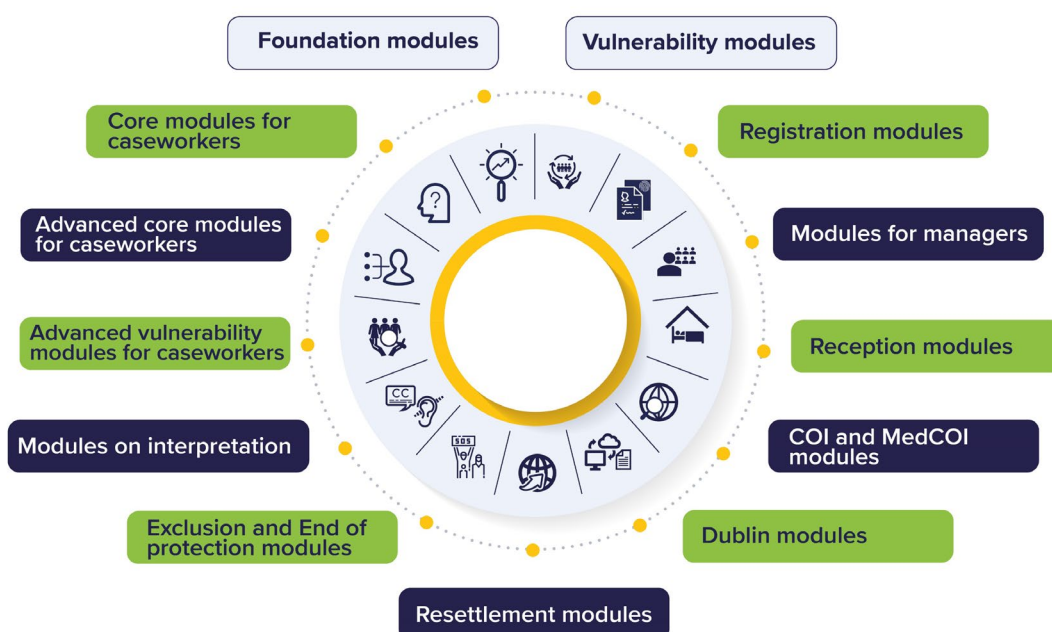 Foundation modules
Vulnerability modules
Core modules for
caseworkers
Registration modules
Advanced core modules
for caseworkers
Modules for managers
Advanced vulnerability
modules for caseworkers
Reception modules
Modules on interpretation
COI and MedCOI
modules
Exclusion and End of
protection modules
Dublin modules
Resettlement modules
?
CC
SOS